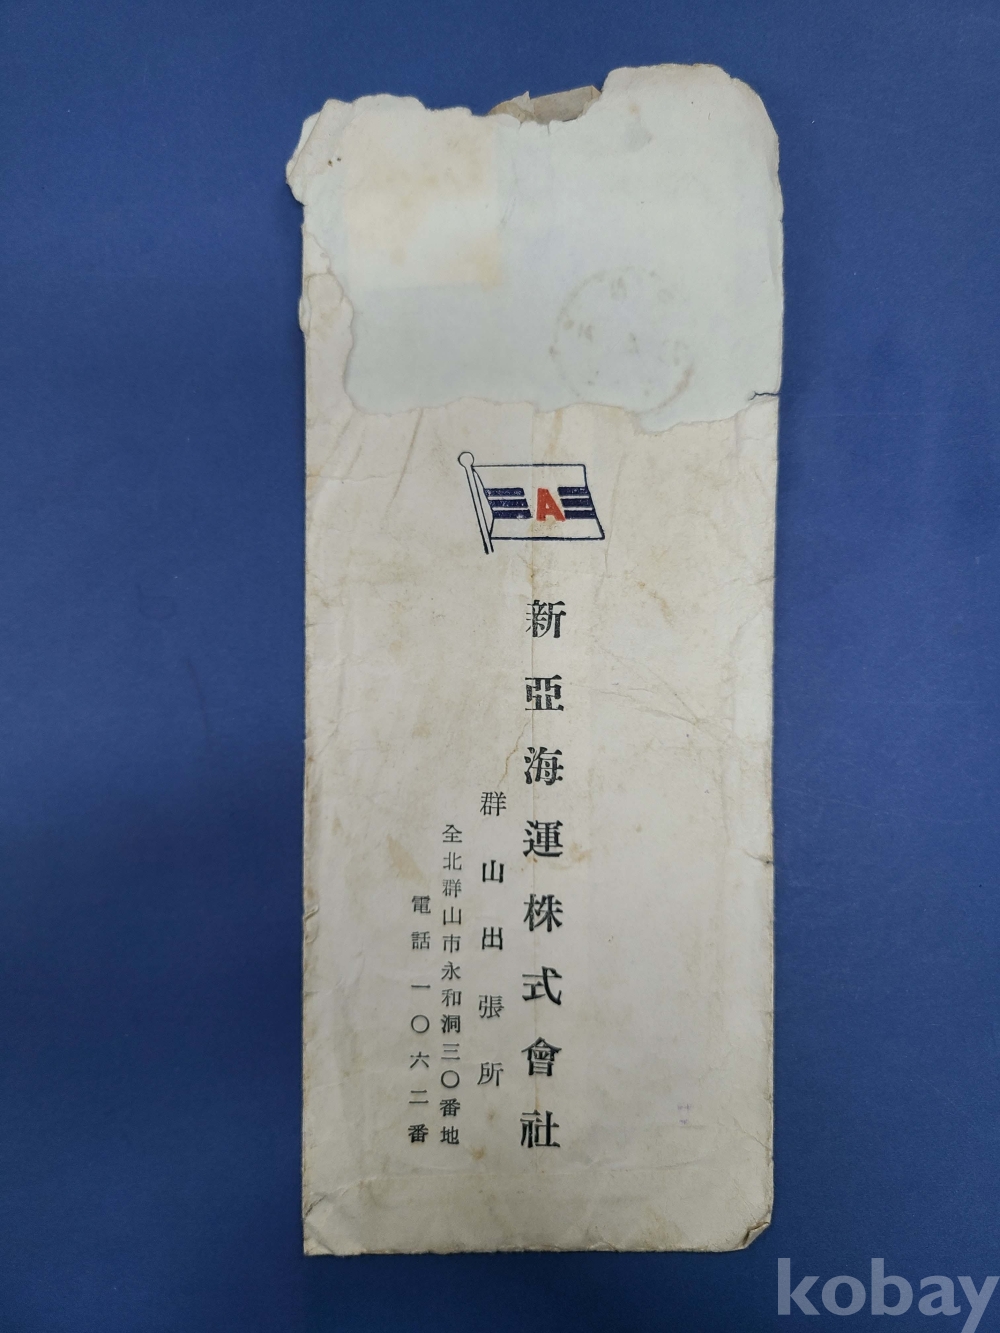 A
新亞海運株式會社
群山出張所
全北群山市永和洞三〇番地
電話一〇六二番
kobay